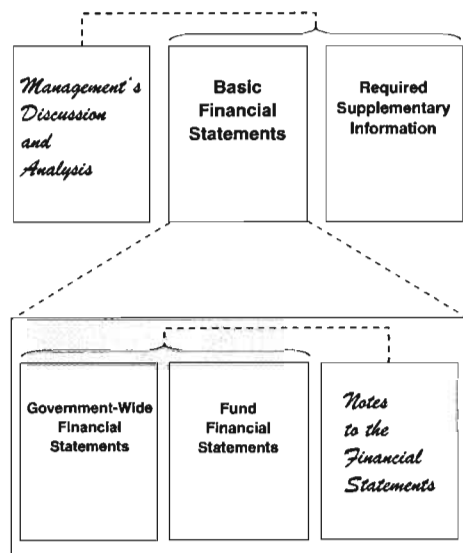 Management's
Discussion
and
Analysis
Basic
Financial
Statements
Required
Supplementary
Information
Government-Wide
Financial
Statements
Fund
Financial
Statements
Notes
to the
Financial
Statements